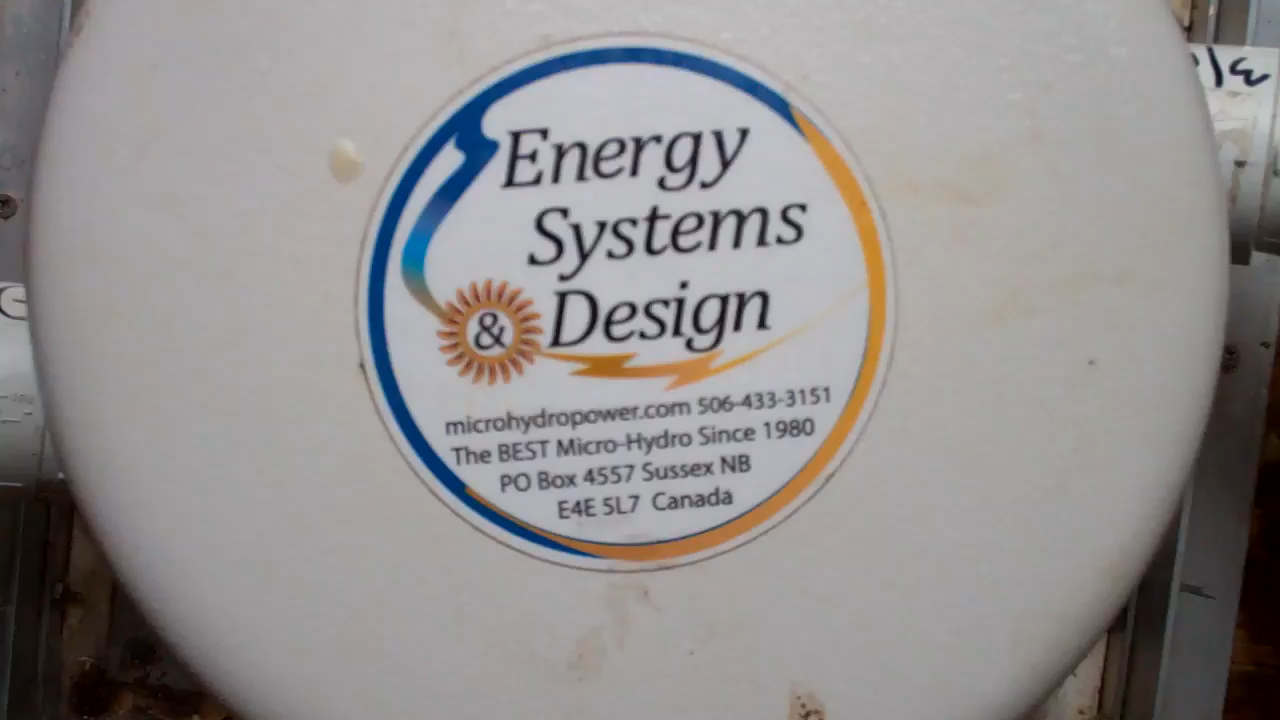 Energy
Systems
& Design
microhydropower.com 506-433-3151
The BEST Micro-Hydro Since 1980
PO Box 4557 Sussex NB
E4E 5L7 Canada